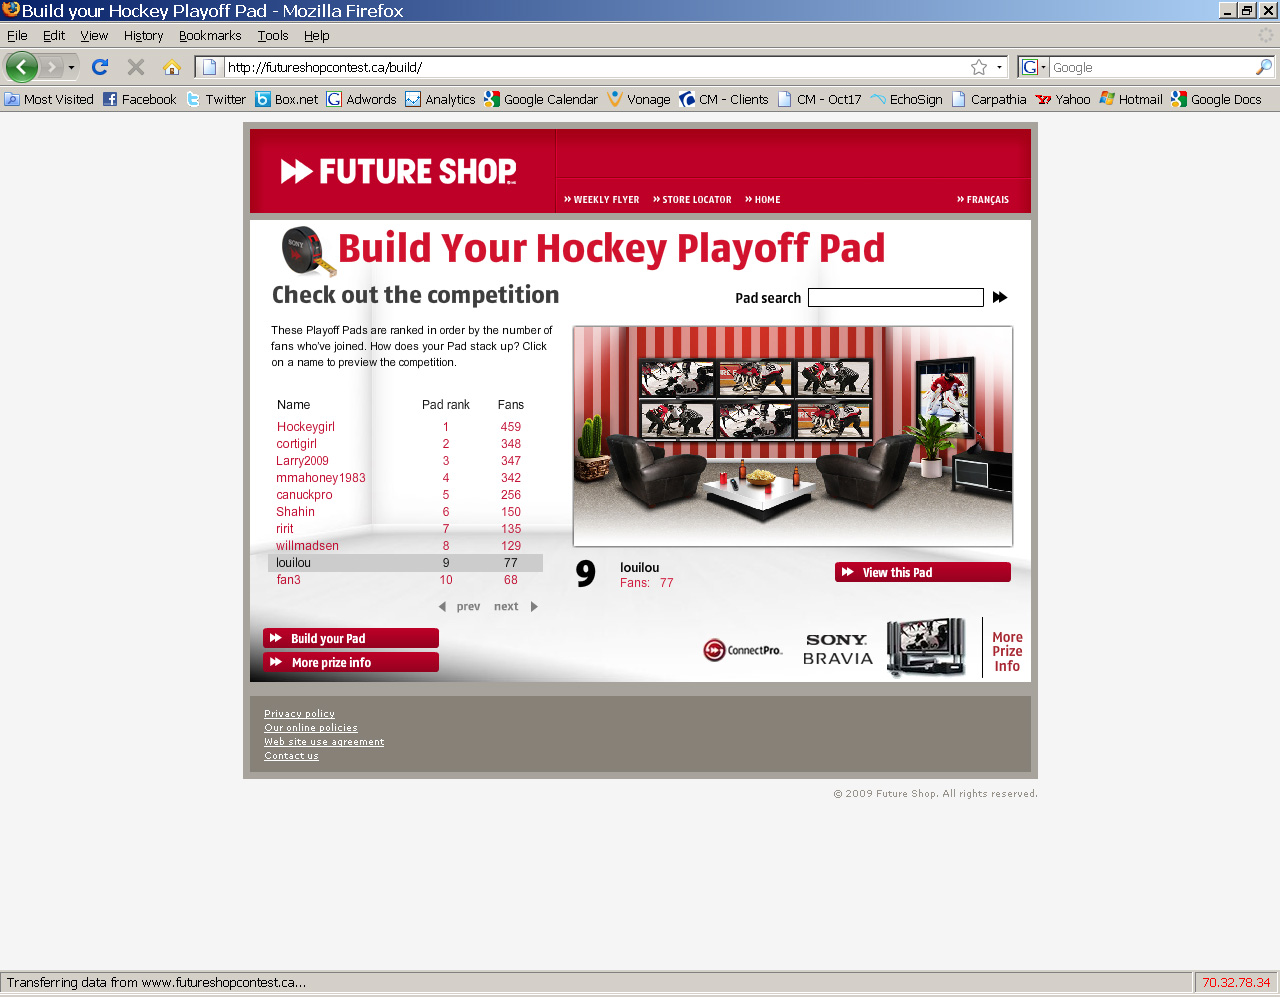 Build your Hockey Playoff Pad - Mozilla Firefox
File Edit View History Bookmarks Tools Help
http://futureshopcontest.ca/build/ G Google
Most Visited Facebook Twitter Box.net Adwords Analytics Google Calendar Vonage CM - Clients CM - Oct17 EchoSign Carpathia Yahoo Hotmail Google Docs
FUTURE SHOP
WEEKLY FLYER STORE LOCATOR HOME FRANÇAIS
SONY
Build Your Hockey Playoff Pad
Check out the competition
Pad search
These Playoff Pads are ranked in order by the number of
fans who've joined. How does your Pad stack up? Click
on a name to preview the competition.
Name Pad rank Fans
Hockeygirl 1 459
cortigirl 2 348
Larry2009 3 347
mmahoney1983 4 342
canuckpro 5 256
Shahin 6 150
ririt 7 135
willmadsen 8 129
louilou 9 77
fan3 10 68
prev next
9 louilou
Fans: 77
View this Pad
Build your Pad
More prize info
ConnectPro
SONY
BRAVIA
More
Prize
Info
Privacy policy
Our online policies
Web site use agreement
Contact us
© 2009 Future Shop. All rights reserved.
Transferring data from www.futureshopcontest.ca... 70.32.78.34